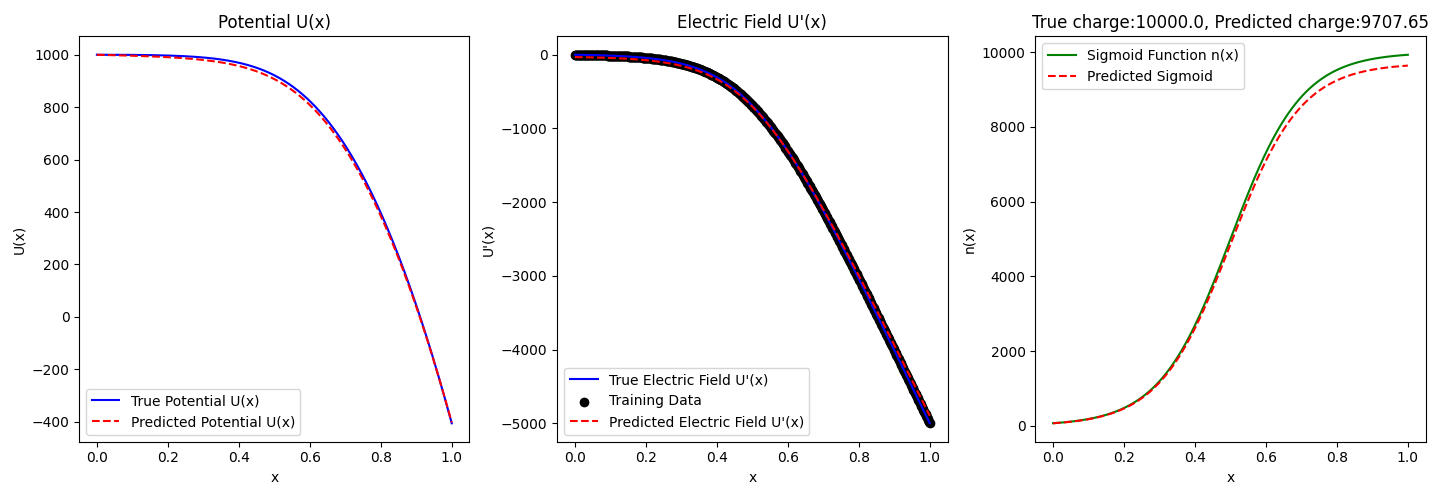 Potential U(x)
1000
800
600
400
200
0
−200
−400
U(x)
0.0
0.2
0.4
0.6
0.8
1.0
x
True Potential U(x)
Predicted Potential U(x)
Electric Field U'(x)
0
−1000
−2000
−3000
−4000
−5000
U'(x)
0.0
0.2
0.4
0.6
0.8
1.0
x
True Electric Field U'(x)
Training Data
Predicted Electric Field U'(x)
True charge:10000.0, Predicted charge:9707.65
10000
8000
6000
4000
2000
0
n(x)
0.0
0.2
0.4
0.6
0.8
1.0
x
Sigmoid Function n(x)
Predicted Sigmoid